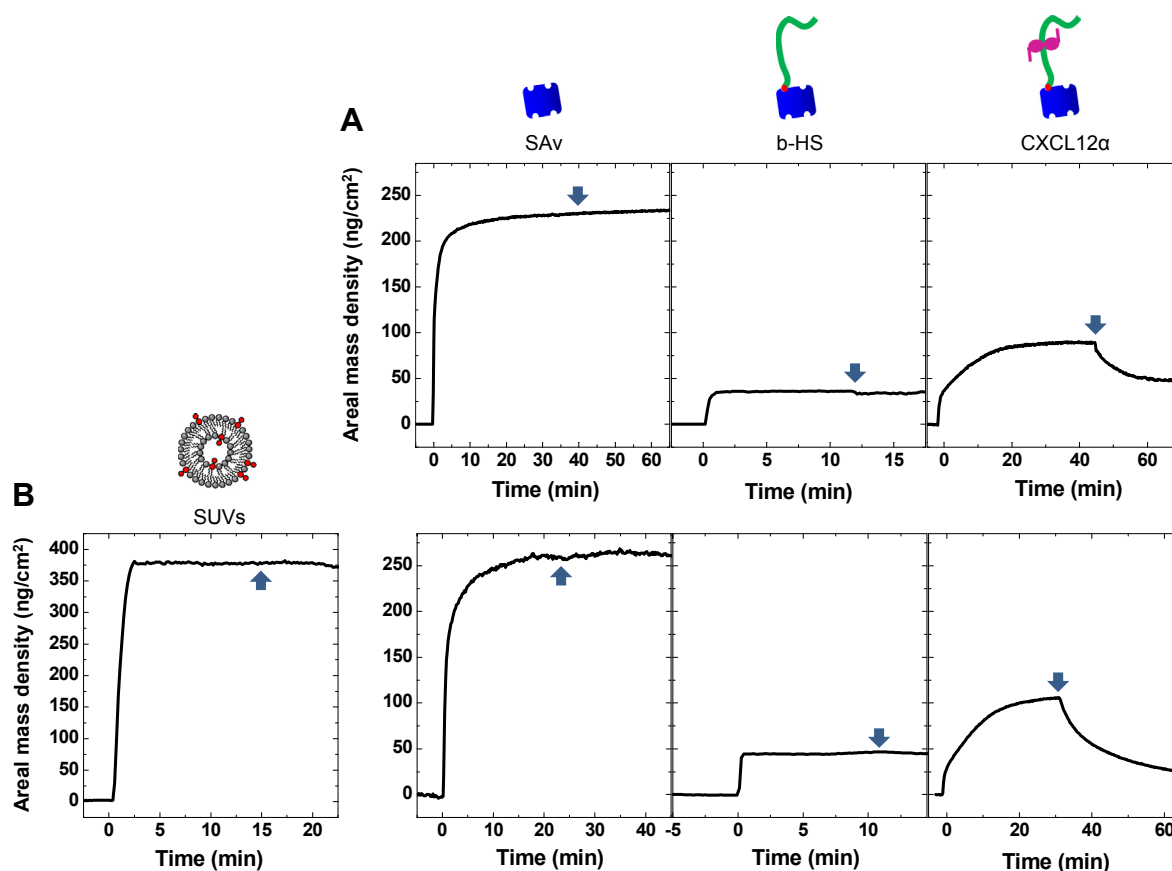 A
SAv
b-HS
CXCL12α
Areal mass density (ng/cm²)
250
200
150
100
50
0
0 10 20 30 40 50 60
0 5 10 15
0 20 40 60
Time (min)
Time (min)
Time (min)
B
SUVs
Areal mass density (ng/cm²)
400
350
300
250
200
150
100
50
0
0 5 10 15 20
Time (min)
250
200
150
100
50
0
0 10 20 30 40
-5 0 5 10
0 20 40 60
Time (min)
Time (min)
Time (min)